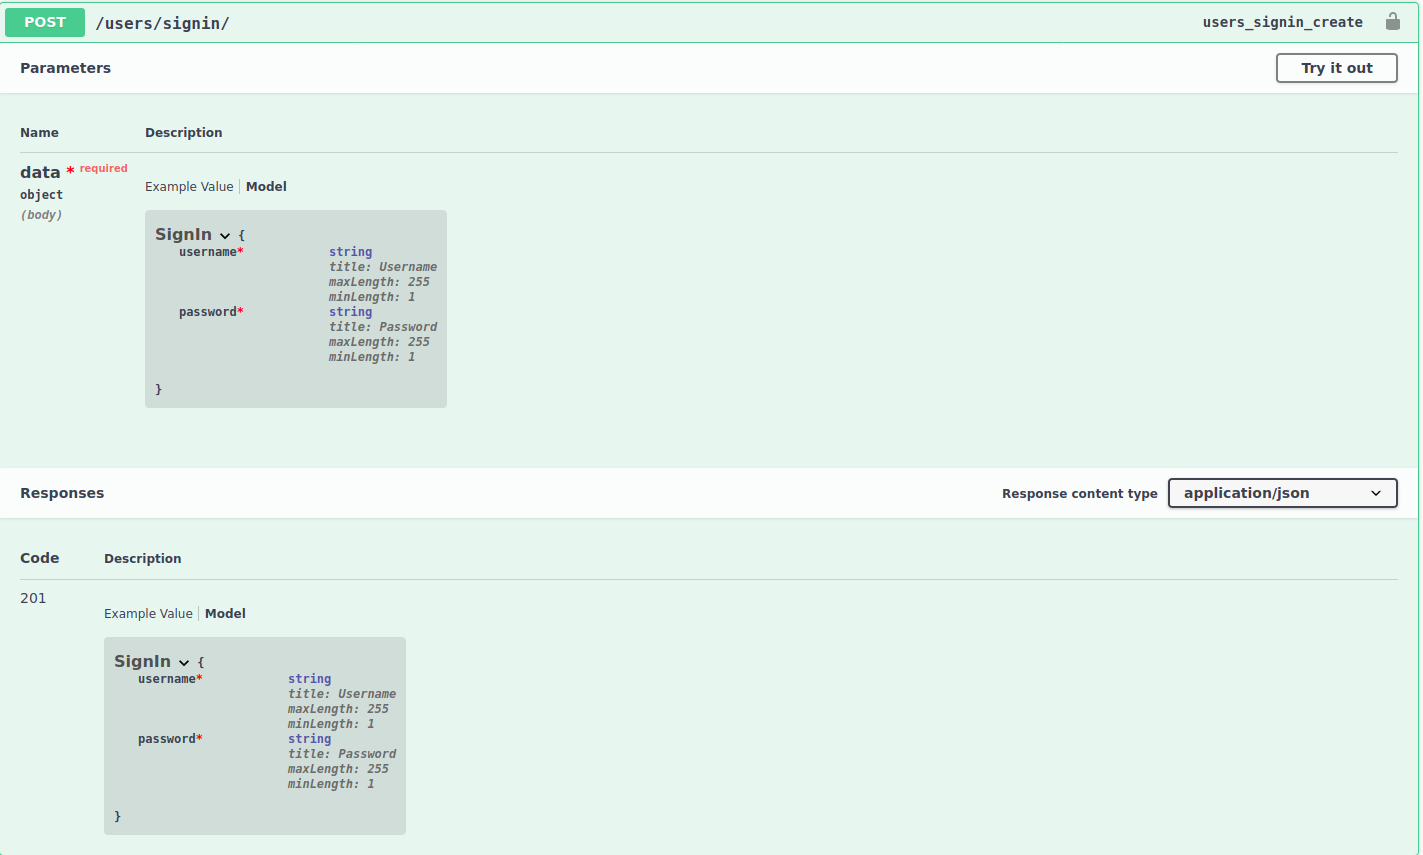 POST /users/signin/ users_signin_create
Parameters Try it out
Name Description
data * required
object
(body)
Example Value Model
SignIn {
username* string
title: Username
maxLength: 255
minLength: 1
password* string
title: Password
maxLength: 255
minLength: 1
}
Responses Response content type application/json
Code Description
201
Example Value Model
SignIn {
username* string
title: Username
maxLength: 255
minLength: 1
password* string
title: Password
maxLength: 255
minLength: 1
}